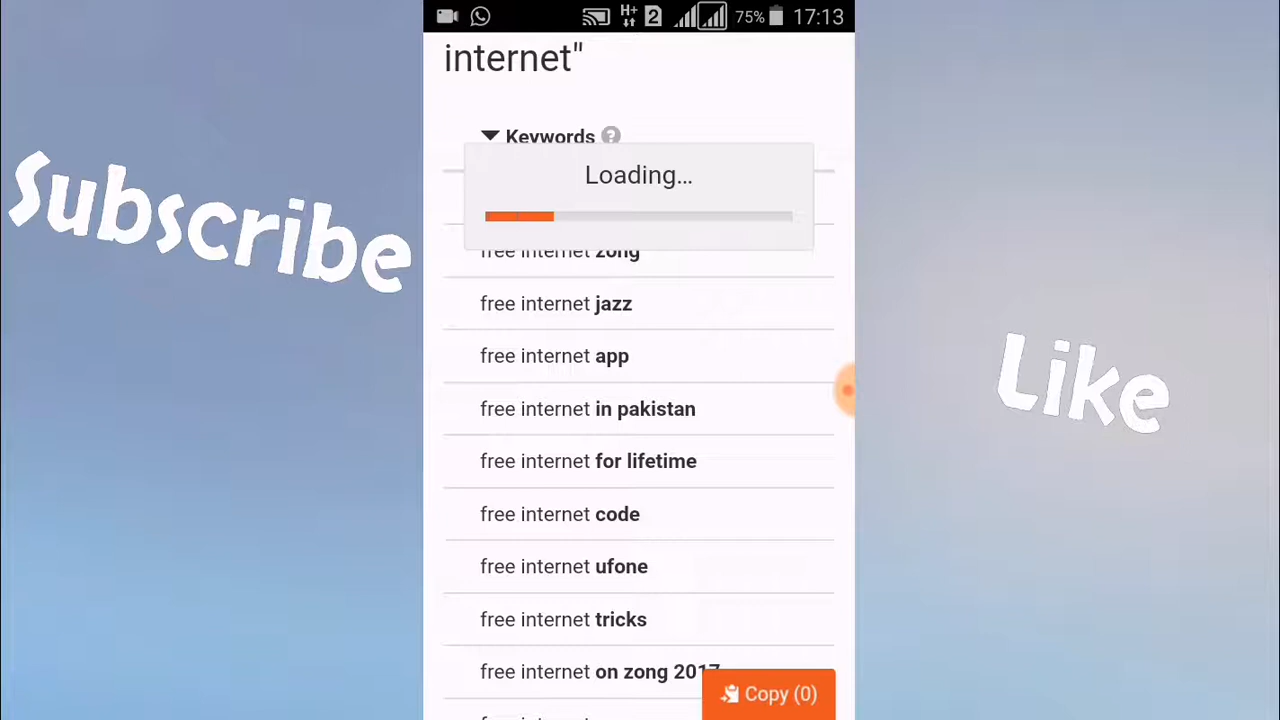 H+ 2 75% 17:13
internet"
Keywords ?
Loading...
free internet zong
free internet jazz
free internet app
free internet in pakistan
free internet for lifetime
free internet code
free internet ufone
free internet tricks
free internet on zong 2017
Copy (0)
Subscribe
Like